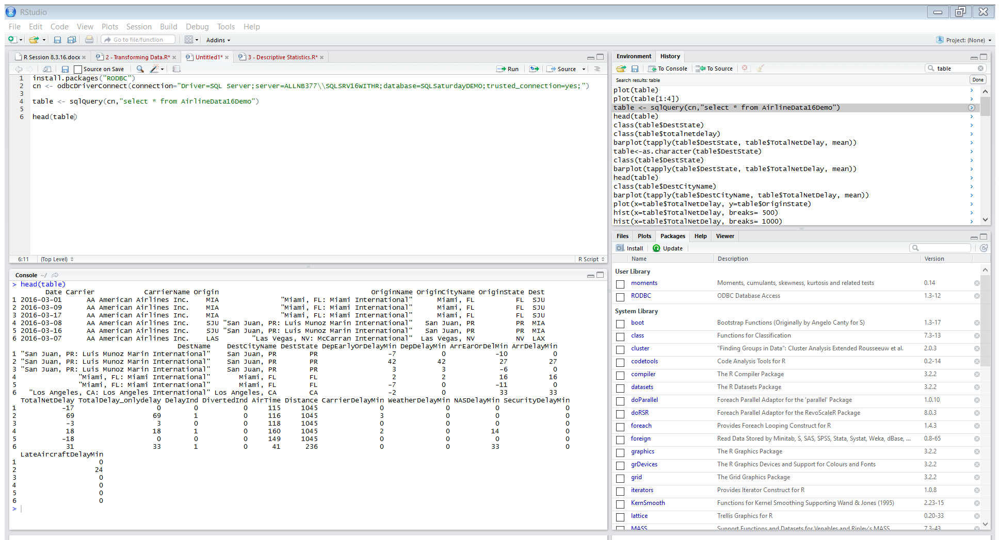 RStudio
File Edit Code View Plots Session Build Debug Tools Help
Go to file/function Addins Project: (None)
R Session 8.3.16.docx 2 - Transforming Data.R* Untitled1* 3 - Descriptive Statistics.R*
Source on Save Run Source
1 install.packages("RODBC")
2 cn <- odbcDriverConnect(connection="Driver=SQL Server;server=ALLNB377\\SQLSRV16WITHR;database=SQLSaturdayDEMO;trusted_connection=yes;")
3
4 table <- sqlQuery(cn,"select * from AirlineData16Demo")
5
6 head(table)
6:11 (Top Level) R Script
Console ~/
> head(table)
Date Carrier CarrierName Origin OriginName OriginCityName OriginState Dest
1 2016-03-01 AA American Airlines Inc. MIA "Miami, FL: Miami International" Miami, FL FL SJU
2 2016-03-09 AA American Airlines Inc. MIA "Miami, FL: Miami International" Miami, FL FL SJU
3 2016-03-17 AA American Airlines Inc. MIA "Miami, FL: Miami International" Miami, FL FL SJU
4 2016-03-08 AA American Airlines Inc. SJU "San Juan, PR: Luis Munoz Marin International" San Juan, PR PR MIA
5 2016-03-16 AA American Airlines Inc. SJU "San Juan, PR: Luis Munoz Marin International" San Juan, PR PR MIA
6 2016-03-07 AA American Airlines Inc. LAS "Las Vegas, NV: McCarran International" Las Vegas, NV NV LAX
DestName DestCityName DestState DepEarlyOrDelayMin DepDelayMin ArrEarOrDelMin ArrDelayMin
1 "San Juan, PR: Luis Munoz Marin International" San Juan, PR PR -7 0 -10 0
2 "San Juan, PR: Luis Munoz Marin International" San Juan, PR PR 42 42 27 27
3 "San Juan, PR: Luis Munoz Marin International" San Juan, PR PR 3 3 -6 0
4 "Miami, FL: Miami International" Miami, FL FL 2 2 16 16
5 "Miami, FL: Miami International" Miami, FL FL -7 0 -11 0
6 "Los Angeles, CA: Los Angeles International" Los Angeles, CA CA -2 0 33 33
TotalNetDelay TotalDelay_onlydelay DelayInd DivertedInd AirTime Distance CarrierDelayMin WeatherDelayMin NASDelayMin SecurityDelayMin
1 -17 0 0 0 115 1045 0 0 0 0
2 69 69 1 0 116 1045 3 0 0 0
3 -3 3 0 0 118 1045 0 0 0 0
4 18 18 1 0 160 1045 2 0 14 0
5 -18 0 0 0 149 1045 0 0 0 0
6 31 33 1 0 41 236 0 0 33 0
LateAircraftDelayMin
1 0
2 24
3 0
4 0
5 0
6 0
>
Environment History
To Console To Source table
Search results: table Done
plot(table)
plot(table[1:4])
table <- sqlQuery(cn,"select * from AirlineData16Demo")
head(table)
class(table$DestState)
class(table$totalnetdelay)
barplot(tapply(table$DestState, table$TotalNetDelay, mean))
table<-as.character(table$DestState)
class(table$DestState)
barplot(tapply(table$DestState, table$TotalNetDelay, mean))
head(table)
class(table$DestCityName)
barplot(tapply(table$DestCityName, table$TotalNetDelay, mean))
plot(x=table$TotalNetDelay, y=table$OriginState)
hist(x=table$TotalNetDelay, breaks= 500)
hist(x=table$TotalNetDelay, breaks= 1000)
Files Plots Packages Help Viewer
Install Update
Name Description Version
User Library
moments Moments, cumulants, skewness, kurtosis and related tests 0.14
RODBC ODBC Database Access 1.3-12
System Library
boot Bootstrap Functions (Originally by Angelo Canty for S) 1.3-17
class Functions for Classification 7.3-13
cluster "Finding Groups in Data": Cluster Analysis Extended Rousseeuw et al. 2.0.3
codetools Code Analysis Tools for R 0.2-14
compiler The R Compiler Package 3.2.2
datasets The R Datasets Package 3.2.2
doParallel Foreach Parallel Adaptor for the 'parallel' Package 1.0.10
doRSR Foreach Parallel Adaptor for the RevoScaleR Package 8.0.3
foreach Provides Foreach Looping Construct for R 1.4.3
foreign Read Data Stored by Minitab, S, SAS, SPSS, Stata, Systat, Weka, dBase, ... 0.8-65
graphics The R Graphics Package 3.2.2
grDevices The R Graphics Devices and Support for Colours and Fonts 3.2.2
grid The Grid Graphics Package 3.2.2
iterators Provides Iterator Construct for R 1.0.8
KernSmooth Functions for Kernel Smoothing Supporting Wand & Jones (1995) 2.23-15
lattice Trellis Graphics for R 0.20-33
MASS Support Functions and Datasets for Venables and Ripley's MASS 7.3-43